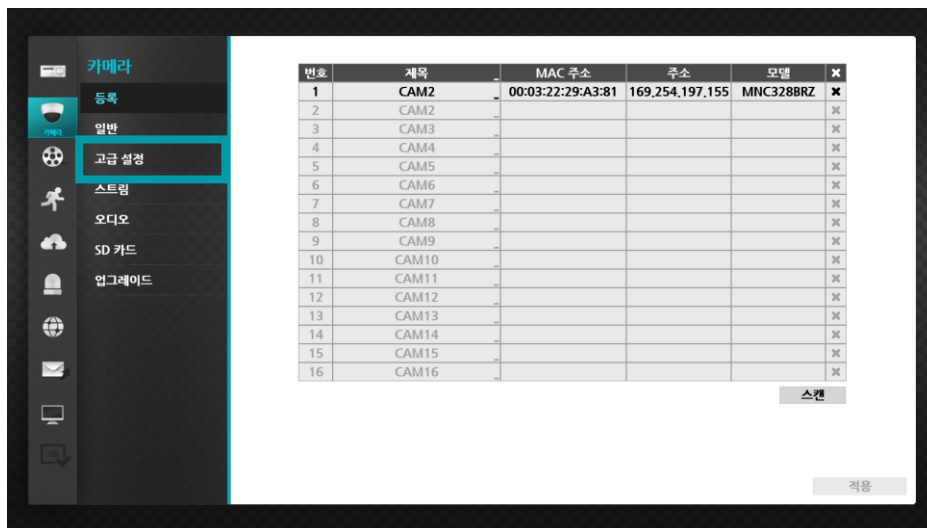 카메라
등록
일반
고급 설정
스트림
오디오
SD 카드
업그레이드
카메라
번호 제목 MAC 주소 주소 모델
1 CAM2 00:03:22:29:A3:81 169.254.197.155 MNC328BRZ
2 CAM2
3 CAM3
4 CAM4
5 CAM5
6 CAM6
7 CAM7
8 CAM8
9 CAM9
10 CAM10
11 CAM11
12 CAM12
13 CAM13
14 CAM14
15 CAM15
16 CAM16
스캔
적용